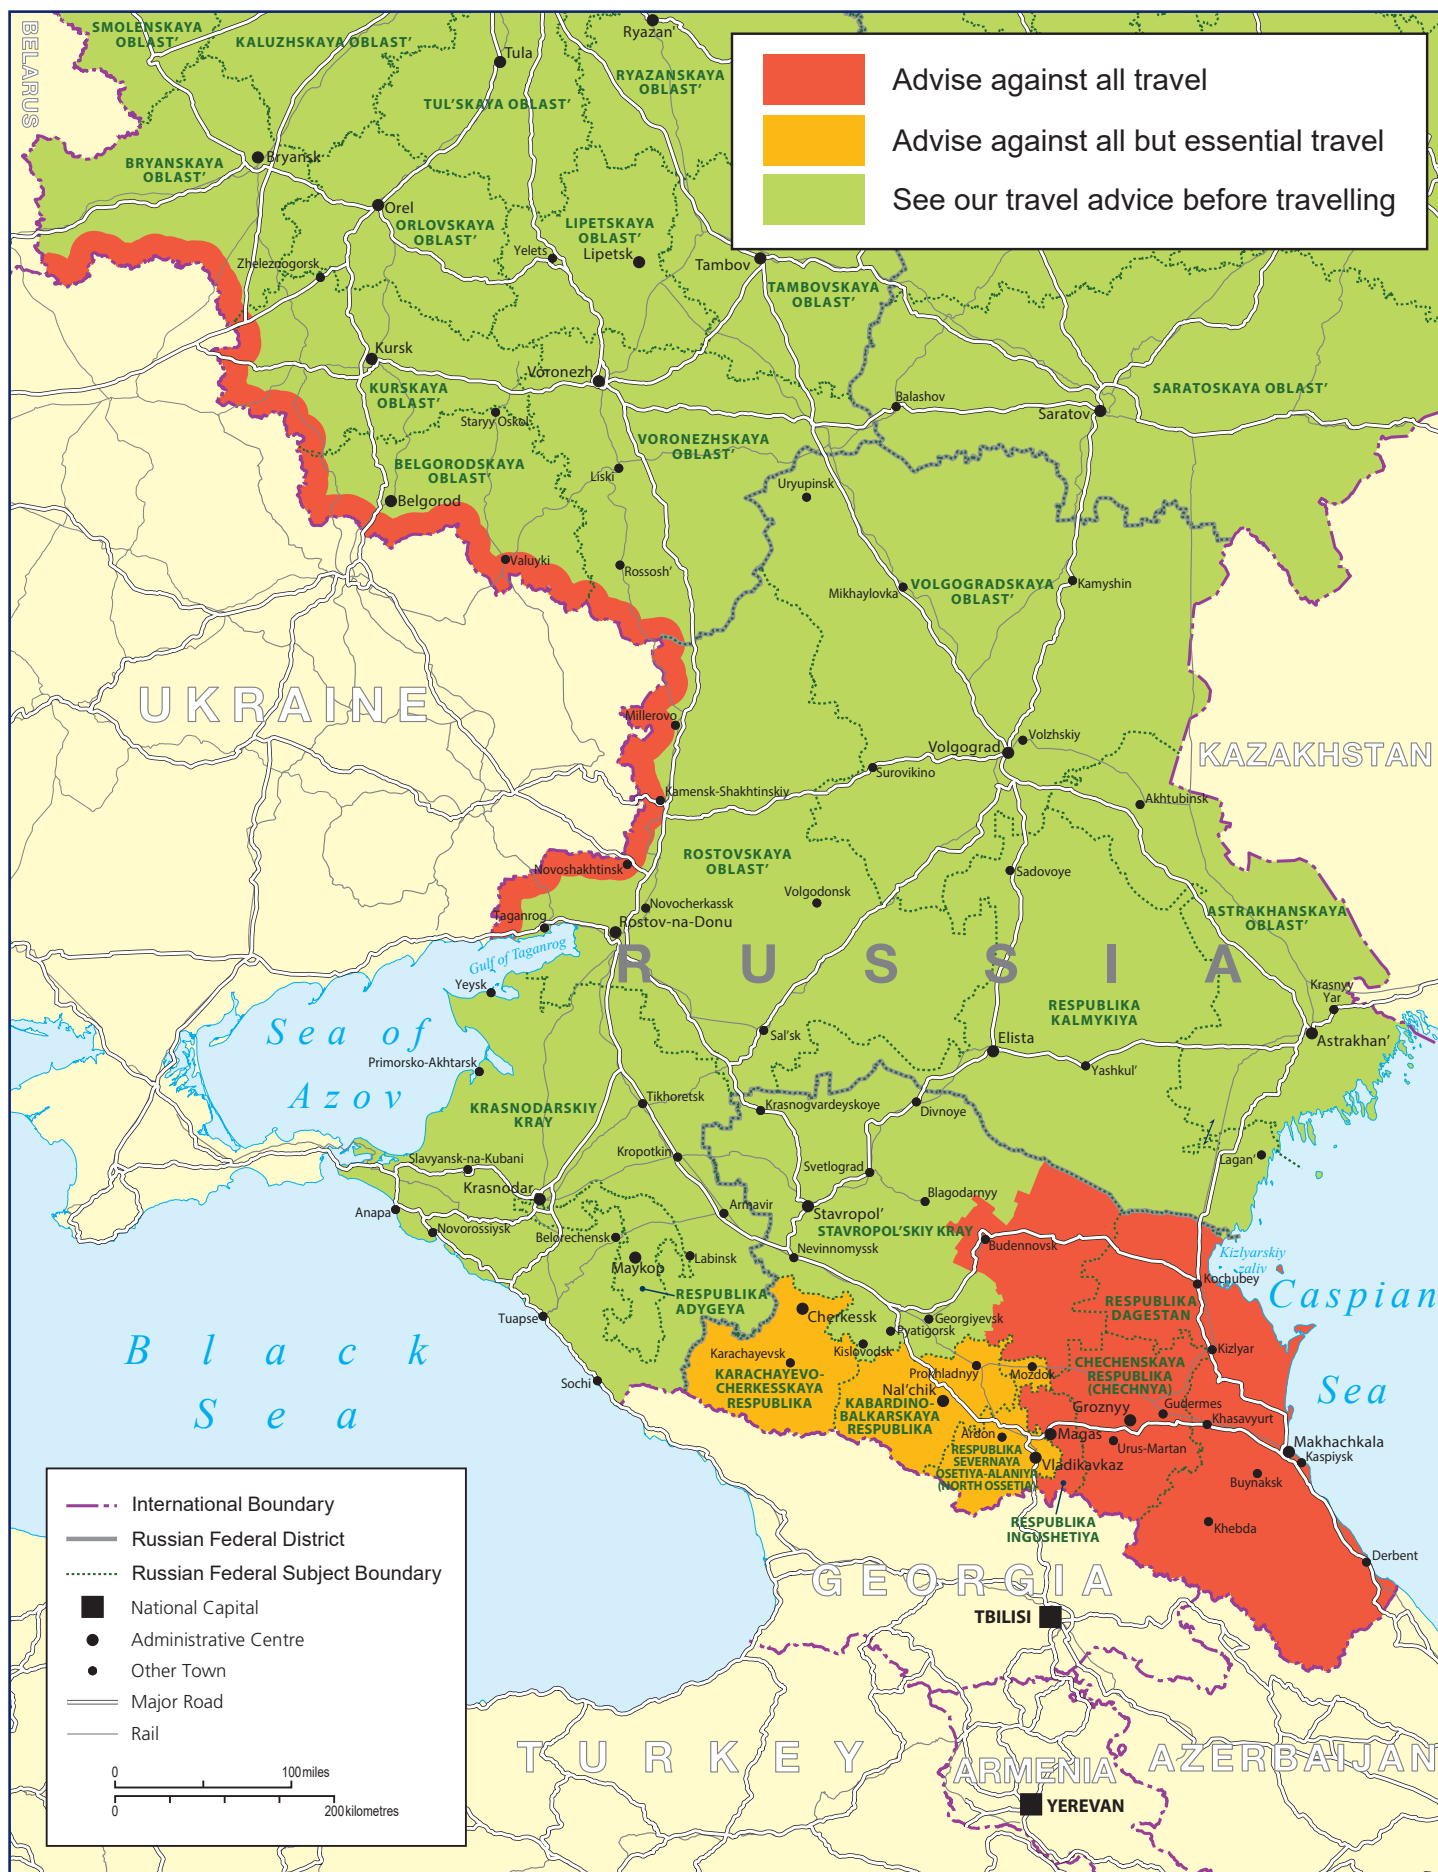 BELARUS
SMOLENSKAYA
OBLAST'
KALUZHSKAYA OBLAST'
Tula
Ryazan'
RYAZANSKAYA
OBLAST'
TUL'SKAYA OBLAST'
Advise against all travel
Advise against all but essential travel
See our travel advice before travelling
BRYANSKAYA
OBLAST'
Bryansk
Orel
ORLOVSKAYA
OBLAST'
LIPETSKAYA
OBLAST'
Yelets
Lipetsk
Tambov
Zheleznogorsk
TAMBOVSKAYA
OBLAST'
Kursk
KURSKAYA
OBLAST'
Voronezh
Balashov
Saratov
SARATOSKAYA OBLAST'
Staryy Oskol
VORONEZHSKAYA
OBLAST'
BELGORODSKAYA
OBLAST'
Liski
Uryupinsk
Belgorod
Valuyki
Rossosh'
Mikhaylovka
VOLGOGRADSKAYA
OBLAST'
Kamyshin
UKRAINE
Millerovo
Volgograd
Volzhskiy
KAZAKHSTAN
Surovikino
Kamensk-Shakhtinskiy
Akhtubinsk
ROSTOVSKAYA
OBLAST'
Novoshakhtinsk
Sadovoye
Volgodonsk
Novocherkassk
Taganrog
Rostov-na-Donu
ASTRAKHANSKAYA
OBLAST'
Gulf of Taganrog
RUSSIA
Yeysk
Krasnyy
Yar
RESPUBLIKA
KALMYKIYA
Sea of
Azov
Sal'sk
Elista
Astrakhan'
Primorsko-Akhtarsk
Yashkul'
KRASNODARSKIY
KRAY
Tikhoretsk
Krasnogvardeyskoye
Divnoye
Slavyansk-na-Kubani
Kropotkin
Svetlograd
Lagan'
Krasnodar
Blagodarnyy
Anapa
Armavir
Stavropol'
STAVROPOL'SKIY KRAY
Novorossiysk
Belorechensk
Budennovsk
Nevinnomyssk
Labinsk
Maykop
Kizlyarskiy
zaliv
Kochubey
RESPUBLIKA
ADYGEYA
Caspian
Sea
RESPUBLIKA
DAGESTAN
Tuapse
Cherkessk
Georgiyevsk
Pyatigorsk
Kislovodsk
Kizlyar
Black
Sea
Karachayevsk
KARACHAYEVO-
CHERKESSKAYA
RESPUBLIKA
Prokhladnyy
Mozdok
CHECHENSKAYA
RESPUBLIKA
(CHECHNYA)
Sochi
Nal'chik
KABARDINO-
BALKARSKAYA
RESPUBLIKA
Groznyy
Gudermes
Khasavyurt
Ardon
Magas
Urus-Martan
Makhachkala
Kaspiysk
RESPUBLIKA
SEVERNAYA
OSETIYA-ALANIYA
(NORTH OSSETIA)
Vladikavkaz
Buynaksk
RESPUBLIKA
INGUSHETIYA
Khebda
Derbent
GEORGIA
TBILISI
TURKEY
ARMENIA
AZERBAIJAN
YEREVAN
International Boundary
Russian Federal District
Russian Federal Subject Boundary
National Capital
Administrative Centre
Other Town
Major Road
Rail
0 100miles
0 200kilometres